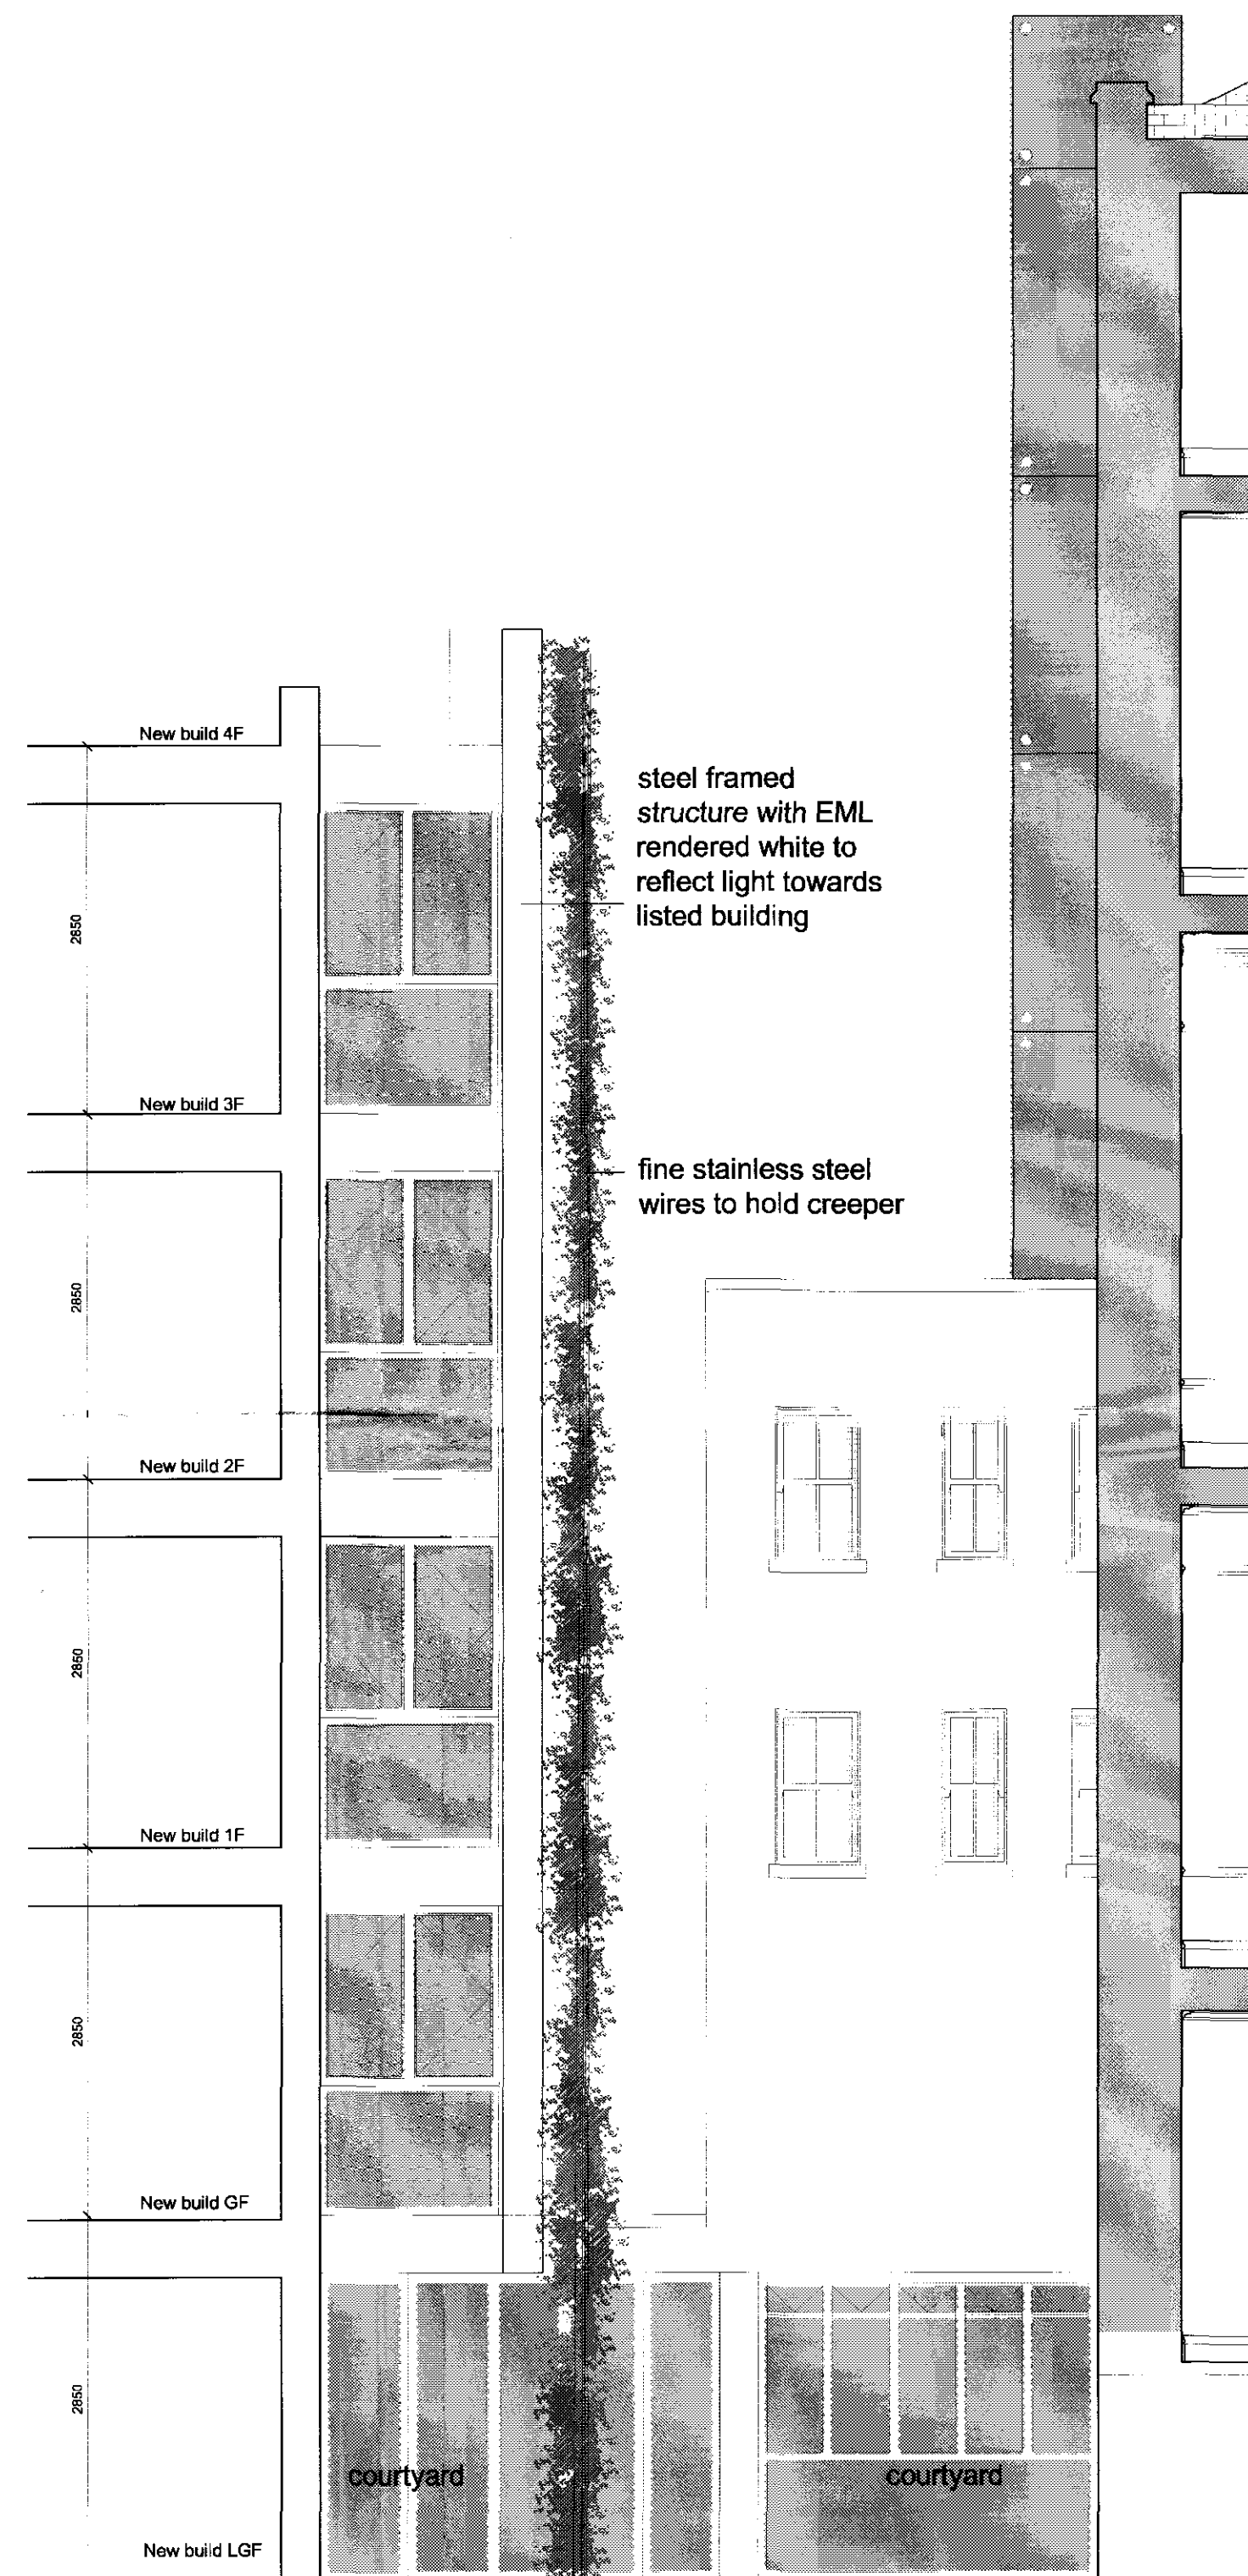 New build 4F
steel framed
structure with EML
rendered white to
reflect light towards
listed building
2850
New build 3F
fine stainless steel
wires to hold creeper
2850
New build 2F
2850
New build 1F
2850
New build GF
2850
courtyard
courtyard
New build LGF